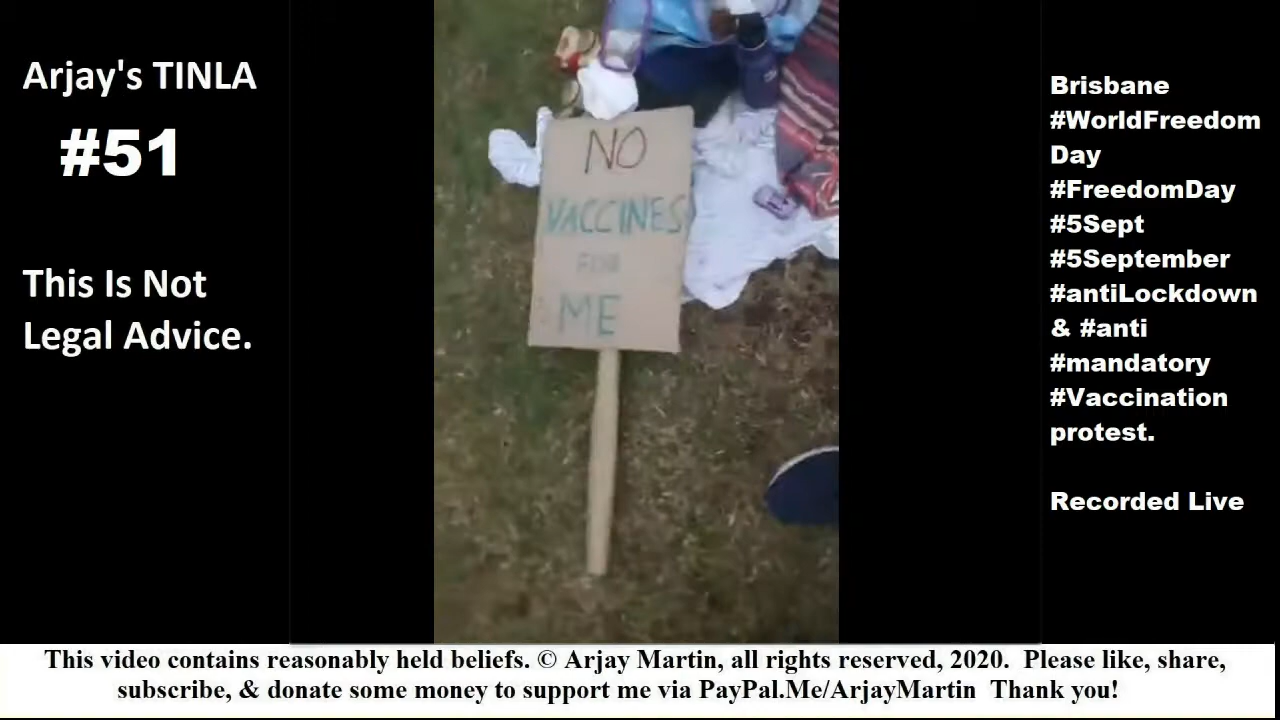 Arjay's TINLA
#51
This Is Not
Legal Advice.
NO
VACCINES
FOR
ME
Brisbane
#WorldFreedom
Day
#FreedomDay
#5Sept
#5September
#antiLockdown
& #anti
#mandatory
#Vaccination
protest.
Recorded Live
This video contains reasonably held beliefs. © Arjay Martin, all rights reserved, 2020.  Please like, share,
subscribe, & donate some money to support me via PayPal.Me/ArjayMartin  Thank you!